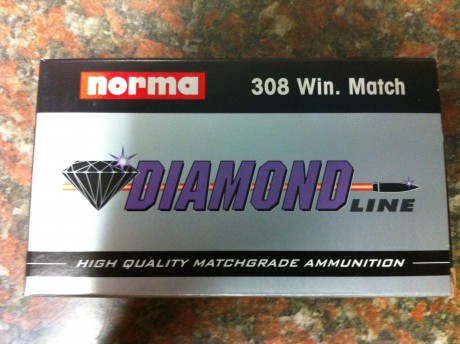 norma 308 Win. Match
DIAMOND
LINE
HIGH QUALITY MATCHGRADE AMMUNITION